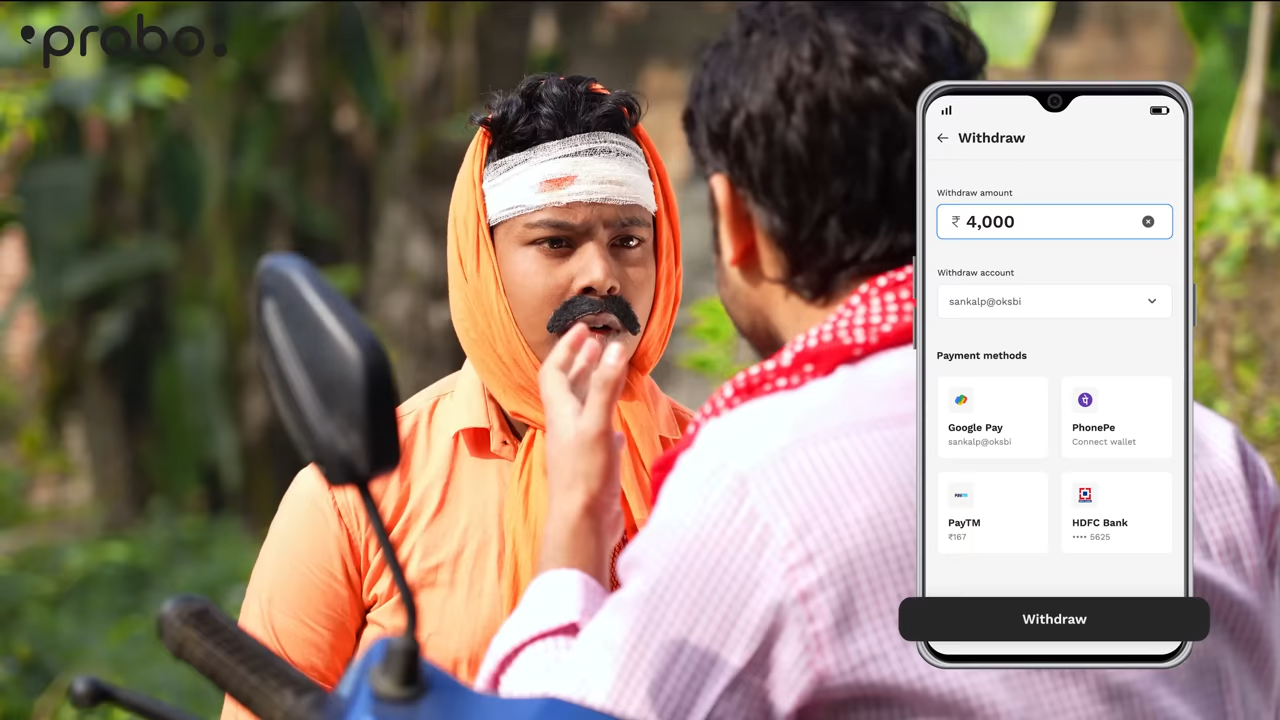 probo.
Withdraw
Withdraw amount
₹ 4,000
Withdraw account
sankalp@oksbi
Payment methods
Google Pay
sankalp@oksbi
PhonePe
Connect wallet
PayTM
₹167
HDFC Bank
•••• 5625
Withdraw